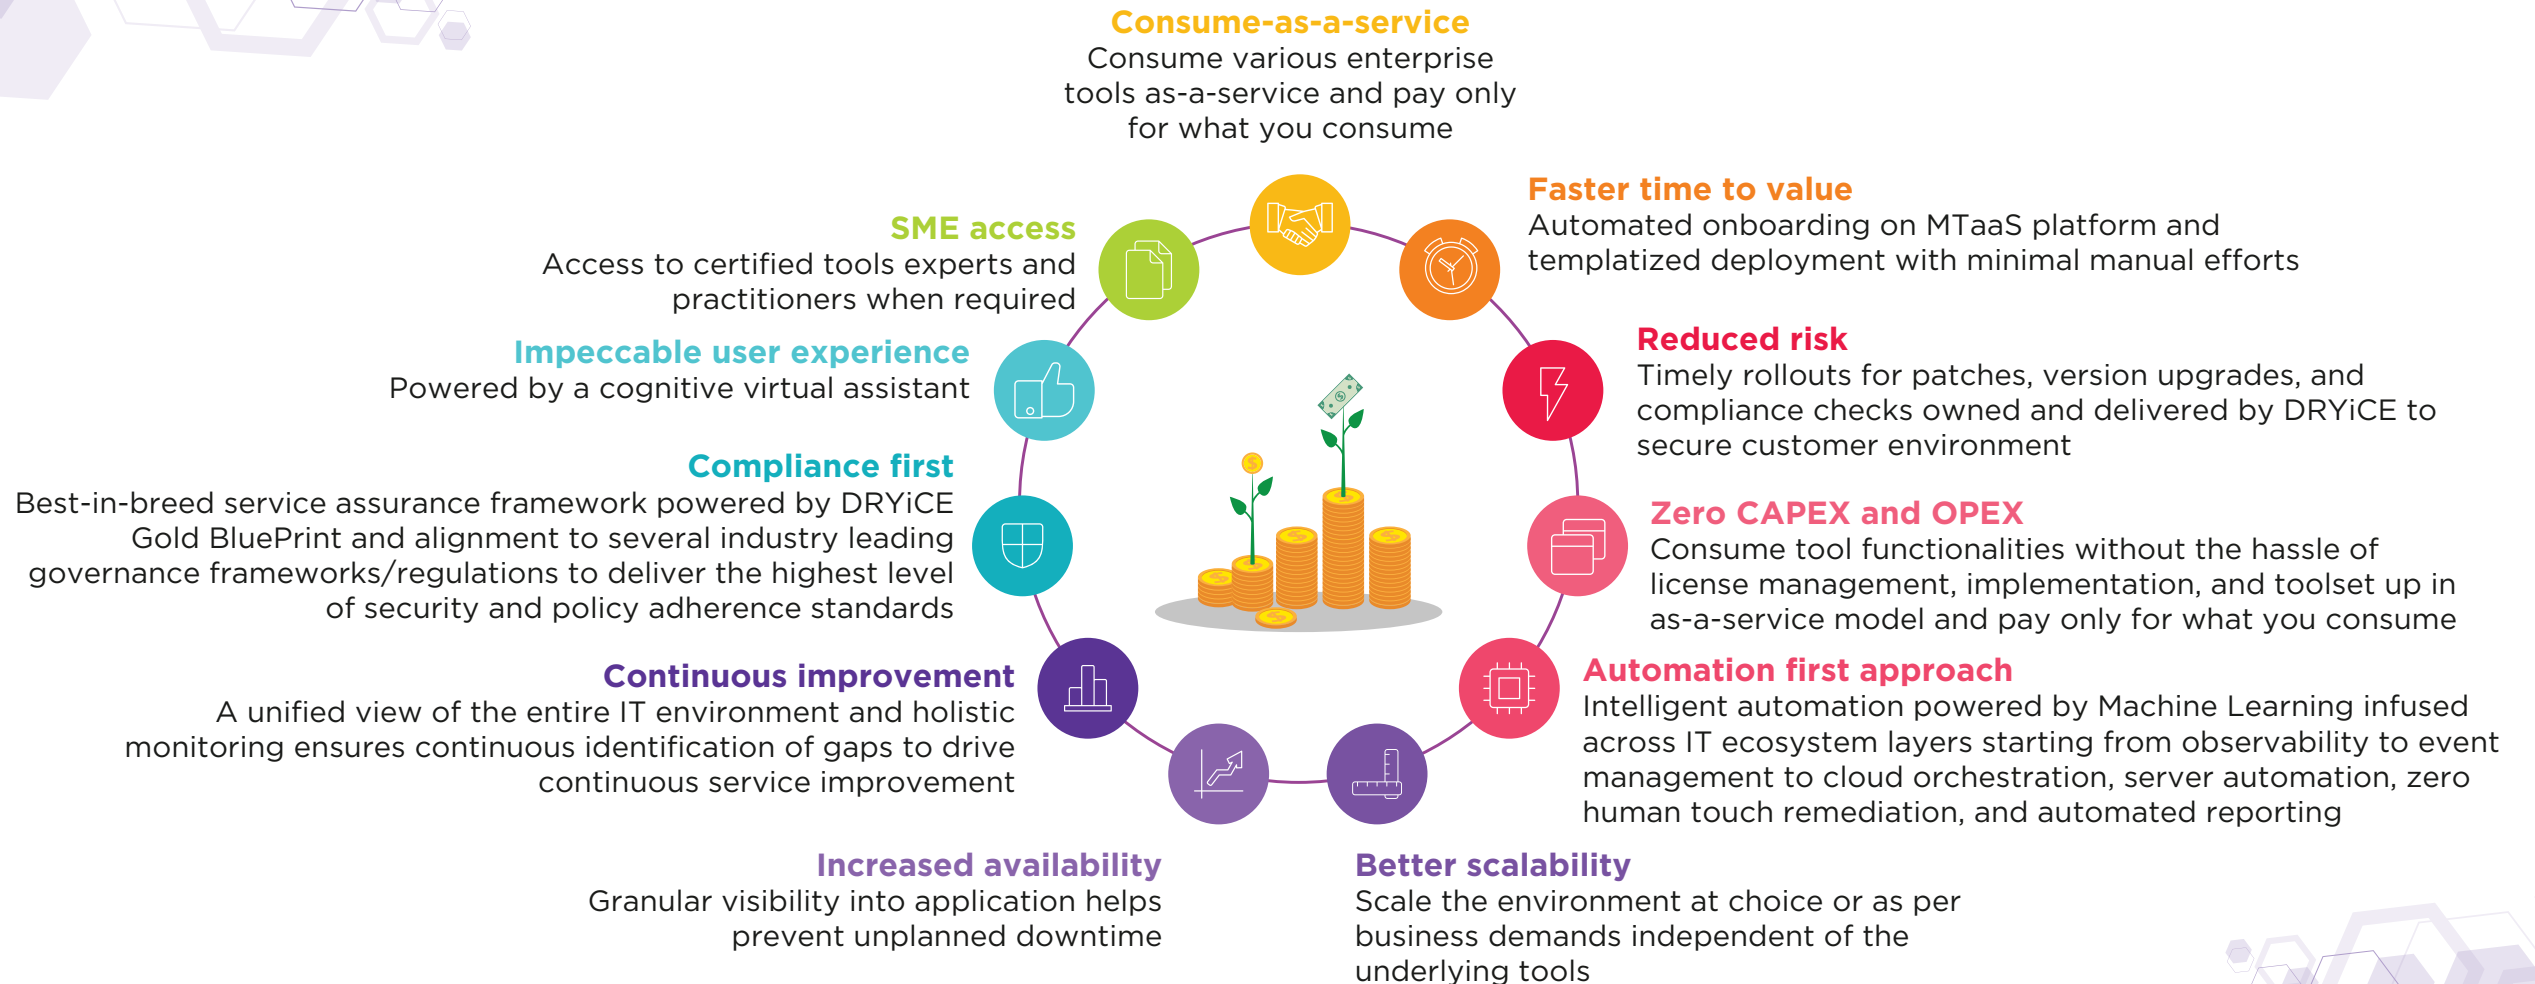 Consume-as-a-service
Consume various enterprise
tools as-a-service and pay only
for what you consume
Faster time to value
Automated onboarding on MTaaS platform and
templatized deployment with minimal manual efforts
Reduced risk
Timely rollouts for patches, version upgrades, and
compliance checks owned and delivered by DRYiCE to
secure customer environment
Zero CAPEX and OPEX
Consume tool functionalities without the hassle of
license management, implementation, and toolset up in
as-a-service model and pay only for what you consume
Automation first approach
Intelligent automation powered by Machine Learning infused
across IT ecosystem layers starting from observability to event
management to cloud orchestration, server automation, zero
human touch remediation, and automated reporting
Better scalability
Scale the environment at choice or as per
business demands independent of the
underlying tools
Increased availability
Granular visibility into application helps
prevent unplanned downtime
Continuous improvement
A unified view of the entire IT environment and holistic
monitoring ensures continuous identification of gaps to drive
continuous service improvement
Compliance first
Best-in-breed service assurance framework powered by DRYiCE
Gold BluePrint and alignment to several industry leading
governance frameworks/regulations to deliver the highest level
of security and policy adherence standards
Impeccable user experience
Powered by a cognitive virtual assistant
SME access
Access to certified tools experts and
practitioners when required